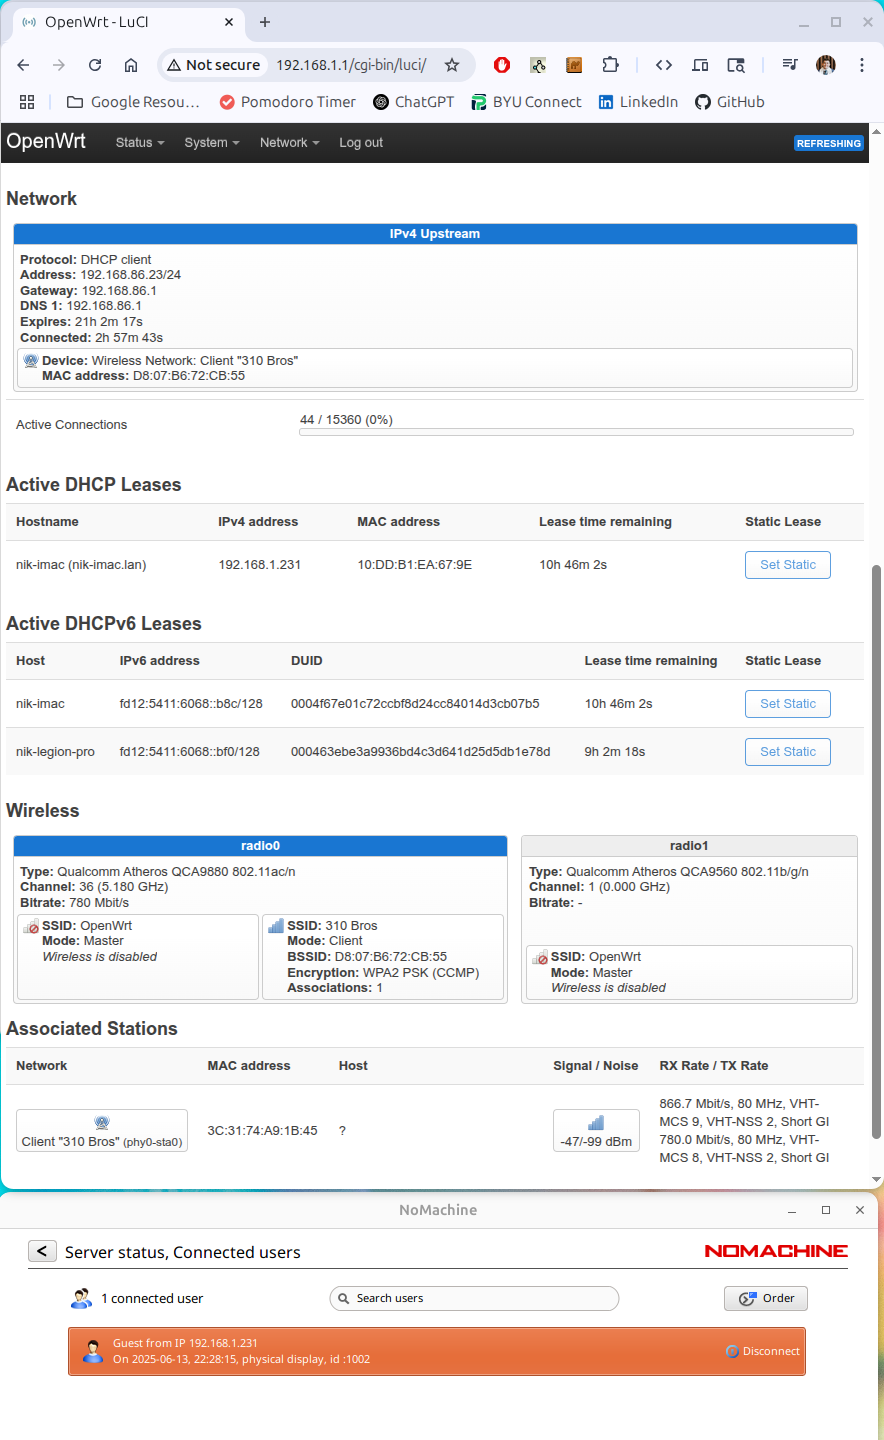 OpenWrt - LuCI
Not secure 192.168.1.1/cgi-bin/luci/
Google Resou... Pomodoro Timer ChatGPT BYU Connect LinkedIn GitHub
OpenWrt Status System Network Log out REFRESHING
Network
IPv4 Upstream
Protocol: DHCP client
Address: 192.168.86.23/24
Gateway: 192.168.86.1
DNS 1: 192.168.86.1
Expires: 21h 2m 17s
Connected: 2h 57m 43s
Device: Wireless Network: Client "310 Bros"
MAC address: D8:07:B6:72:CB:55
Active Connections 44 / 15360 (0%)
Active DHCP Leases
Hostname IPv4 address MAC address Lease time remaining Static Lease
nik-imac (nik-imac.lan) 192.168.1.231 10:DD:B1:EA:67:9E 10h 46m 2s Set Static
Active DHCPv6 Leases
Host IPv6 address DUID Lease time remaining Static Lease
nik-imac fd12:5411:6068::b8c/128 0004f67e01c72ccbf8d24cc84014d3cb07b5 10h 46m 2s Set Static
nik-legion-pro fd12:5411:6068::bf0/128 000463ebe3a9936bd4c3d641d25d5db1e78d 9h 2m 18s Set Static
Wireless
radio0
Type: Qualcomm Atheros QCA9880 802.11ac/n
Channel: 36 (5.180 GHz)
Bitrate: 780 Mbit/s
SSID: OpenWrt
Mode: Master
Wireless is disabled
SSID: 310 Bros
Mode: Client
BSSID: D8:07:B6:72:CB:55
Encryption: WPA2 PSK (CCMP)
Associations: 1
radio1
Type: Qualcomm Atheros QCA9560 802.11b/g/n
Channel: 1 (0.000 GHz)
Bitrate: -
SSID: OpenWrt
Mode: Master
Wireless is disabled
Associated Stations
Network MAC address Host Signal / Noise RX Rate / TX Rate
Client "310 Bros" (phy0-sta0) 3C:31:74:A9:1B:45 ? -47/-99 dBm
866.7 Mbit/s, 80 MHz, VHT-
MCS 9, VHT-NSS 2, Short GI
780.0 Mbit/s, 80 MHz, VHT-
MCS 8, VHT-NSS 2, Short GI
NoMachine
< Server status, Connected users NOMACHINE
1 connected user Search users Order
Guest from IP 192.168.1.231
On 2025-06-13, 22:28:15, physical display, id :1002 Disconnect